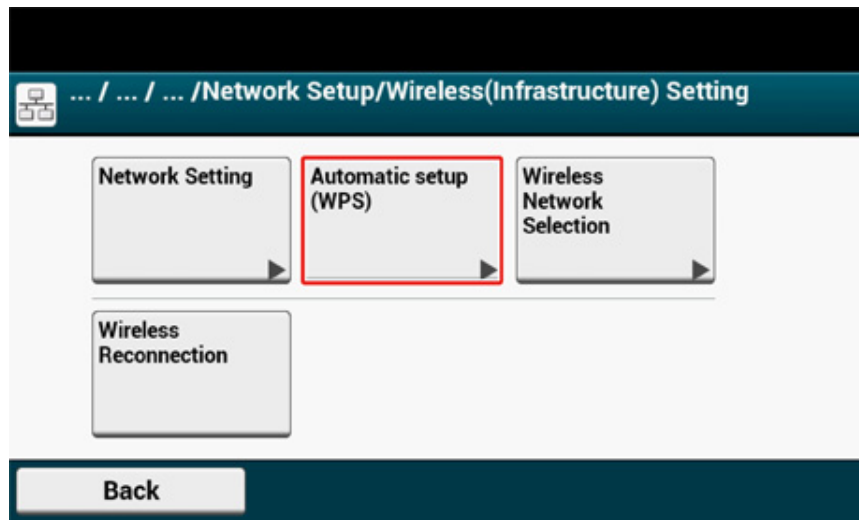 ... / ... / ... /Network Setup/Wireless(Infrastructure) Setting
Network Setting
Automatic setup
(WPS)
Wireless
Network
Selection
Wireless
Reconnection
Back